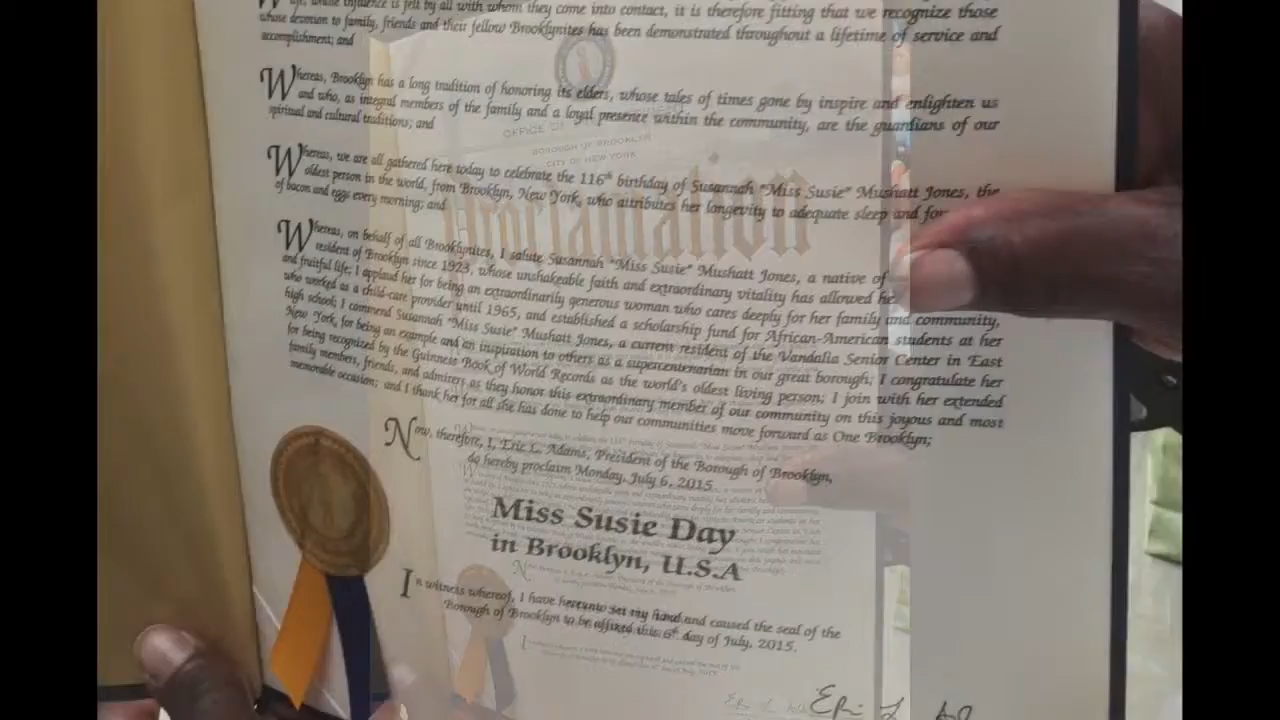 whose influence is felt by all with whom they come into contact, it is therefore fitting that we recognize those
whose devotion to family, friends and their fellow Brooklynites has been demonstrated throughout a lifetime of service and
accomplishment; and
Whereas, Brooklyn has a long tradition of honoring its elders, whose tales of times gone by inspire and enlighten us
and who, as integral members of the family and a loyal presence within the community, are the guardians of our
spiritual and cultural traditions; and
OFFICE OF
BOROUGH OF BROOKLYN
CITY OF NEW YORK
Proclamation
Whereas, we are all gathered here today to celebrate the 116th birthday of Susannah "Miss Susie" Mushatt Jones, the
oldest person in the world, from Brooklyn, New York, who attributes her longevity to adequate sleep and
of bacon and eggs every morning; and
Whereas, on behalf of all Brooklynites, I salute Susannah "Miss Susie" Mushatt Jones, a native of
resident of Brooklyn since 1923, whose unshakeable faith and extraordinary vitality has allowed he
and fruitful life; I applaud her for being an extraordinarily generous woman who cares deeply for her family and community,
who worked as a child-care provider until 1965, and established a scholarship fund for African-American students at her
high school; I commend Susannah "Miss Susie" Mushatt Jones, a current resident of the Vandalia Senior Center in East
New York, for being an example and an inspiration to others as a supercentenarian in our great borough; I congratulate her
for being recognized by the Guinness Book of World Records as the world's oldest living person; I join with her extended
family members, friends, and admirers as they honor this extraordinary member of our community on this joyous and most
memorable occasion; and I thank her for all she has done to help our communities move forward as One Brooklyn;
Now, therefore, I, Eric L. Adams, President of the Borough of Brooklyn,
do hereby proclaim Monday, July 6, 2015
Miss Susie Day
in Brooklyn, U.S.A
In witness whereof, I have hereunto set my hand and caused the seal of the
Borough of Brooklyn to be affixed this 6th day of July, 2015.